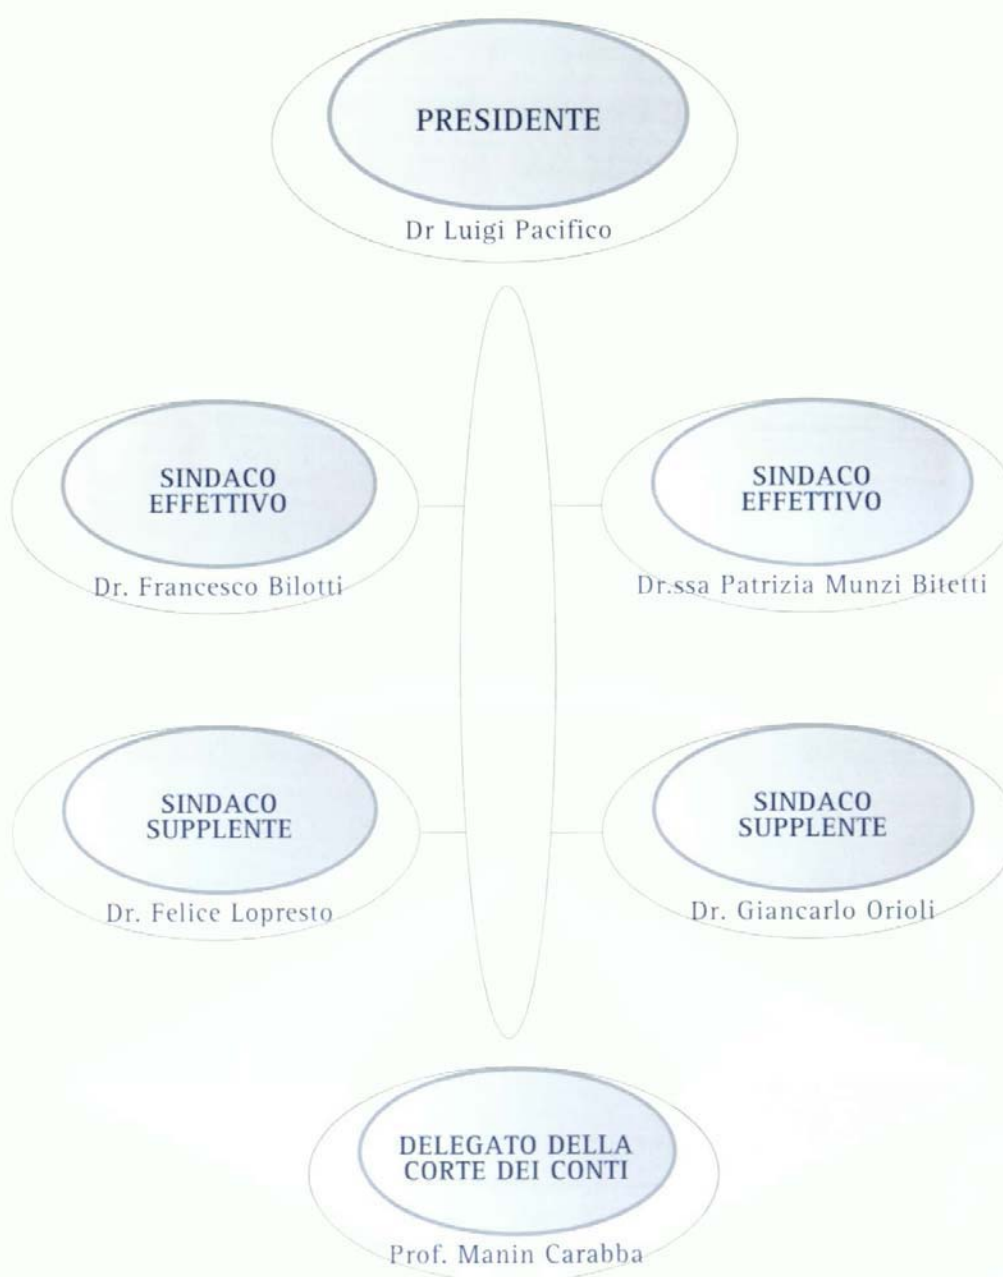 PRESIDENTE
Dr Luigi Pacifico
SINDACO
EFFETTIVO
Dr. Francesco Bilotti
SINDACO
EFFETTIVO
Dr.ssa Patrizia Munzi Bitetti
SINDACO
SUPPLENTE
Dr. Felice Lopresto
SINDACO
SUPPLENTE
Dr. Giancarlo Orioli
DELEGATO DELLA
CORTE DEI CONTI
Prof. Manin Carabba